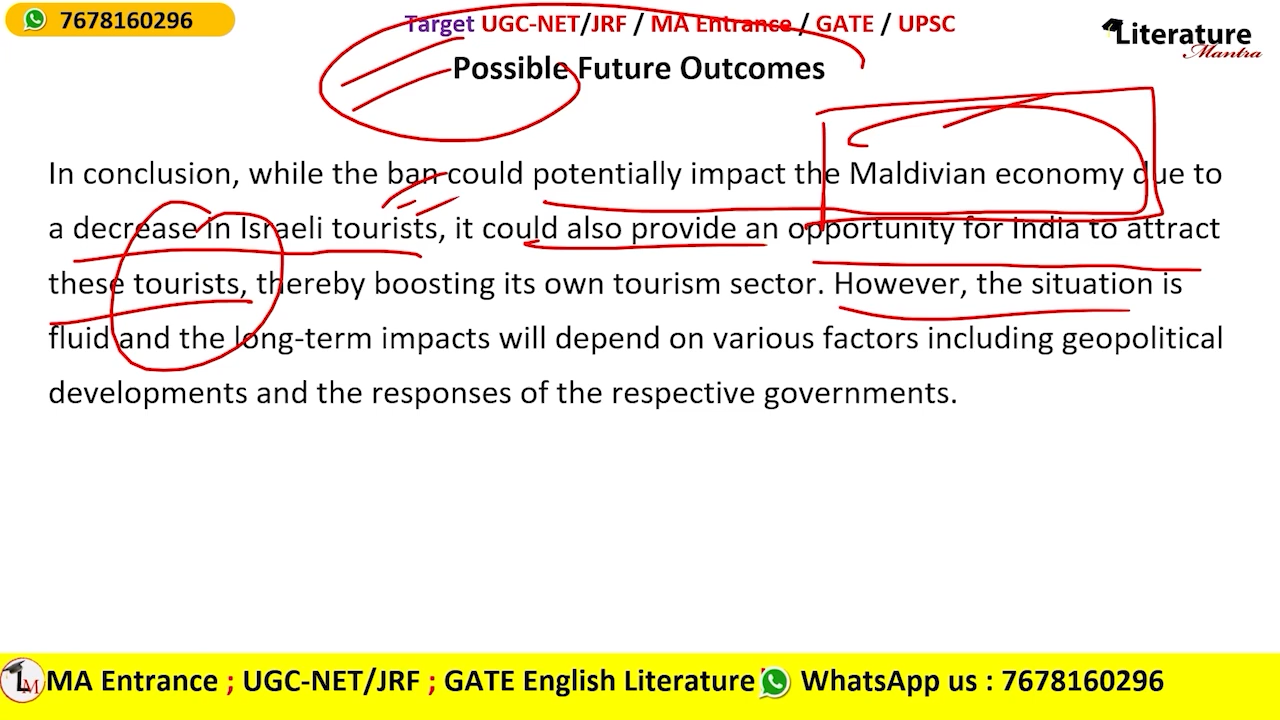 7678160296
Target UGC-NET/JRF / MA Entrance / GATE / UPSC
Literature
Mantra
Possible Future Outcomes
In conclusion, while the ban could potentially impact the Maldivian economy due to
a decrease in Israeli tourists, it could also provide an opportunity for India to attract
these tourists, thereby boosting its own tourism sector. However, the situation is
fluid and the long-term impacts will depend on various factors including geopolitical
developments and the responses of the respective governments.
LM
MA Entrance ; UGC-NET/JRF ; GATE English Literature WhatsApp us : 7678160296